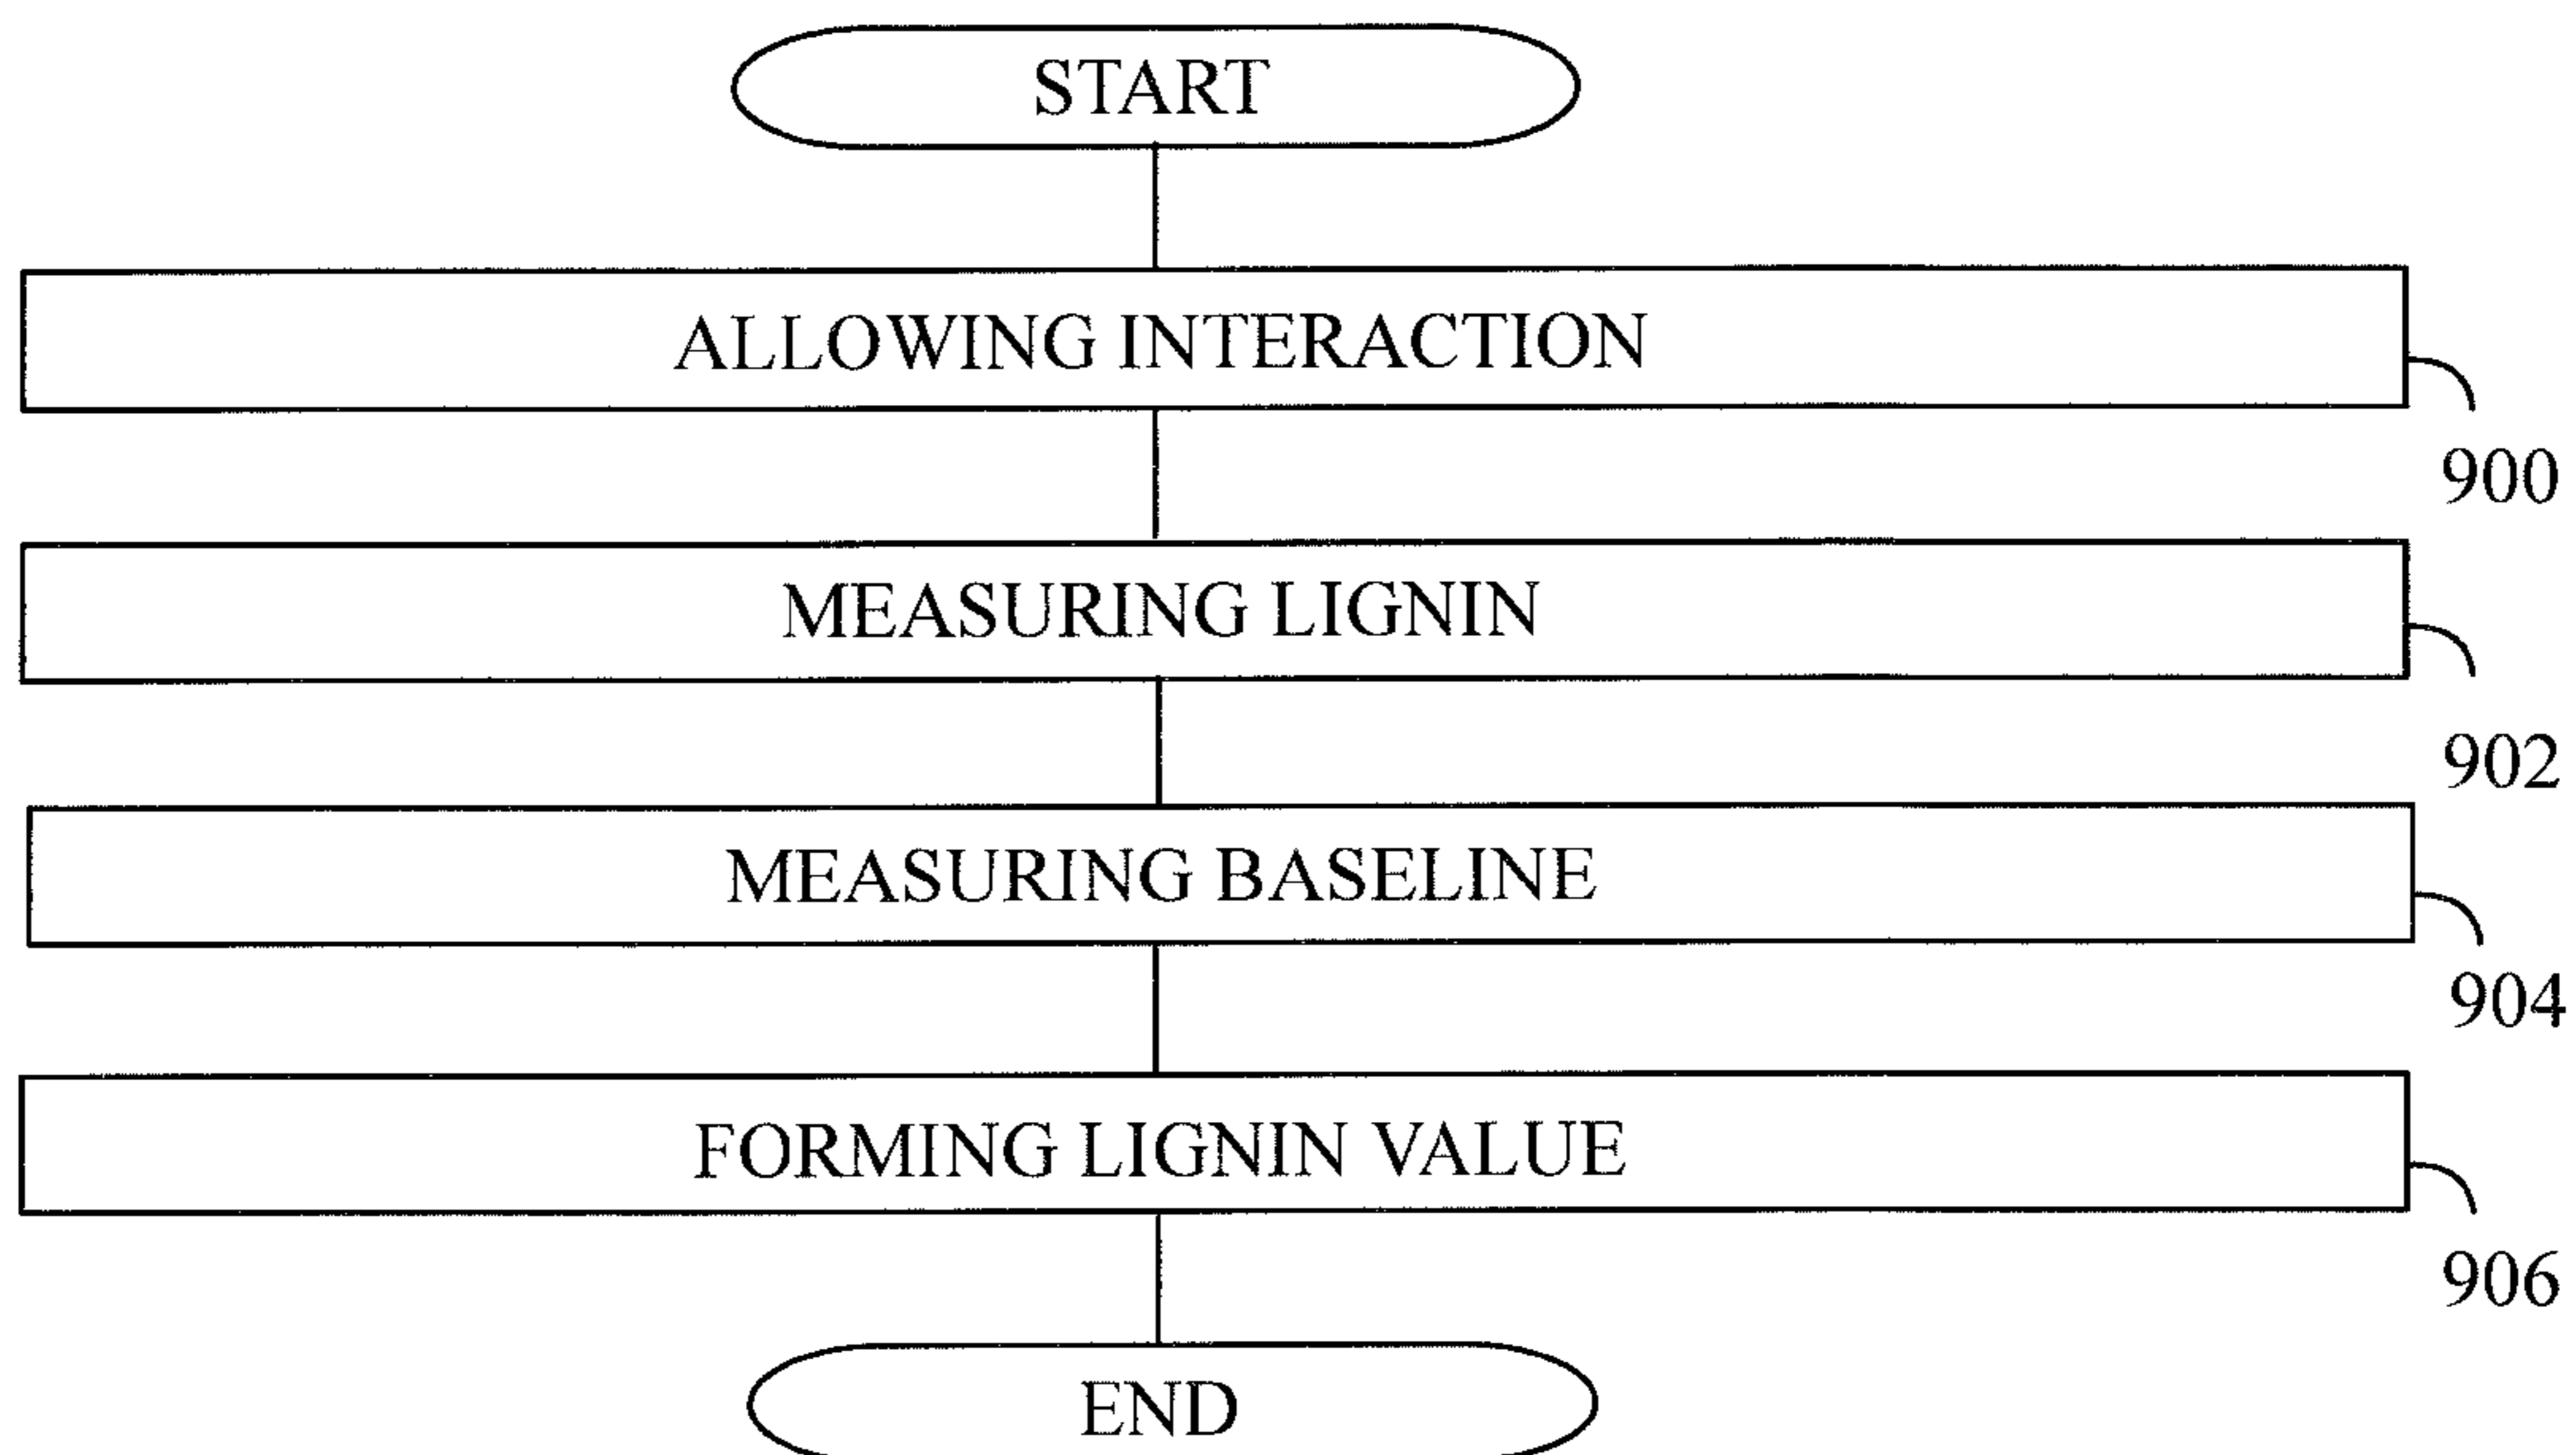 START
ALLOWING INTERACTION
900
MEASURING LIGNIN
902
MEASURING BASELINE
904
FORMING LIGNIN VALUE
906
END